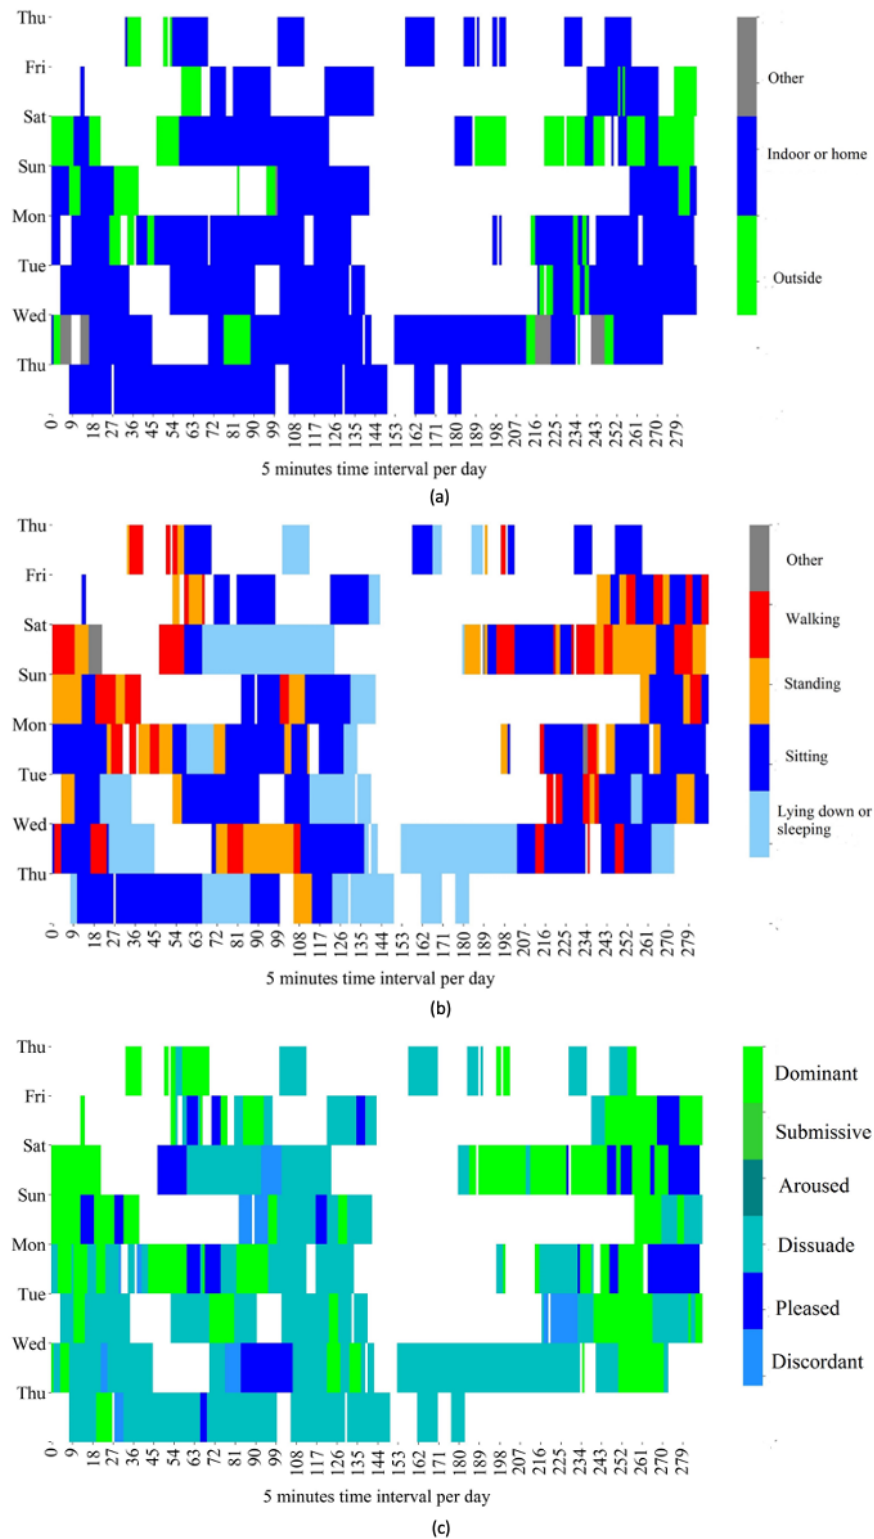 Thu
Fri
Sat
Sun
Mon
Tue
Wed
Thu
0 9 18 27 36 45 54 63 72 81 90 99 108 117 126 135 144 153 162 171 180 189 198 207 216 225 234 243 252 261 270 279
5 minutes time interval per day
Other
Indoor or home
Outside
(a)
Thu
Fri
Sat
Sun
Mon
Tue
Wed
Thu
0 9 18 27 36 45 54 63 72 81 90 99 108 117 126 135 144 153 162 171 180 189 198 207 216 225 234 243 252 261 270 279
5 minutes time interval per day
Other
Walking
Standing
Sitting
Lying down or
sleeping
(b)
Thu
Fri
Sat
Sun
Mon
Tue
Wed
Thu
0 9 18 27 36 45 54 63 72 81 90 99 108 117 126 135 144 153 162 171 180 189 198 207 216 225 234 243 252 261 270 279
5 minutes time interval per day
Dominant
Submissive
Aroused
Dissuade
Pleased
Discordant
(c)